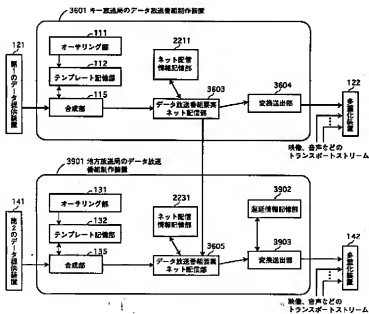 3601 キー放送局のデータ放送番組制作装置
121
第1のデータ提供装置
111
オーサリング部
112
テンプレート記憶部
115
合成部
2211
ネット配信
情報記憶部
3603
データ放送番組要素
ネット配信部
3604
変換送出部
122
多重化装置
映像、音声などの
トランスポートストリーム
3901 地方放送局のデータ放送
番組制作装置
141
第2のデータ提供装置
131
オーサリング部
132
テンプレート記憶部
135
合成部
2231
ネット配信
情報記憶部
3605
データ放送番組要素
ネット配信部
3902
遅延情報記憶部
3903
変換送出部
142
多重化装置
映像、音声などの
トランスポートストリーム